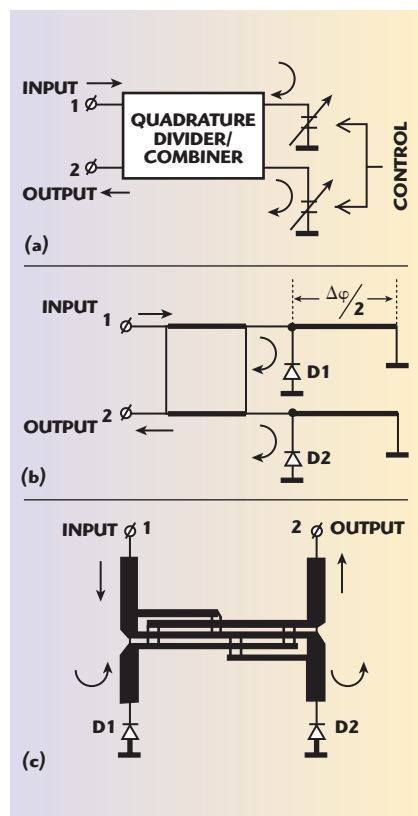 INPUT
1
QUADRATURE
DIVIDER/
COMBINER
2
OUTPUT
CONTROL
(a)
Δφ/2
INPUT
1
D1
OUTPUT 2
D2
(b)
INPUT 1
2 OUTPUT
D1
D2
(c)